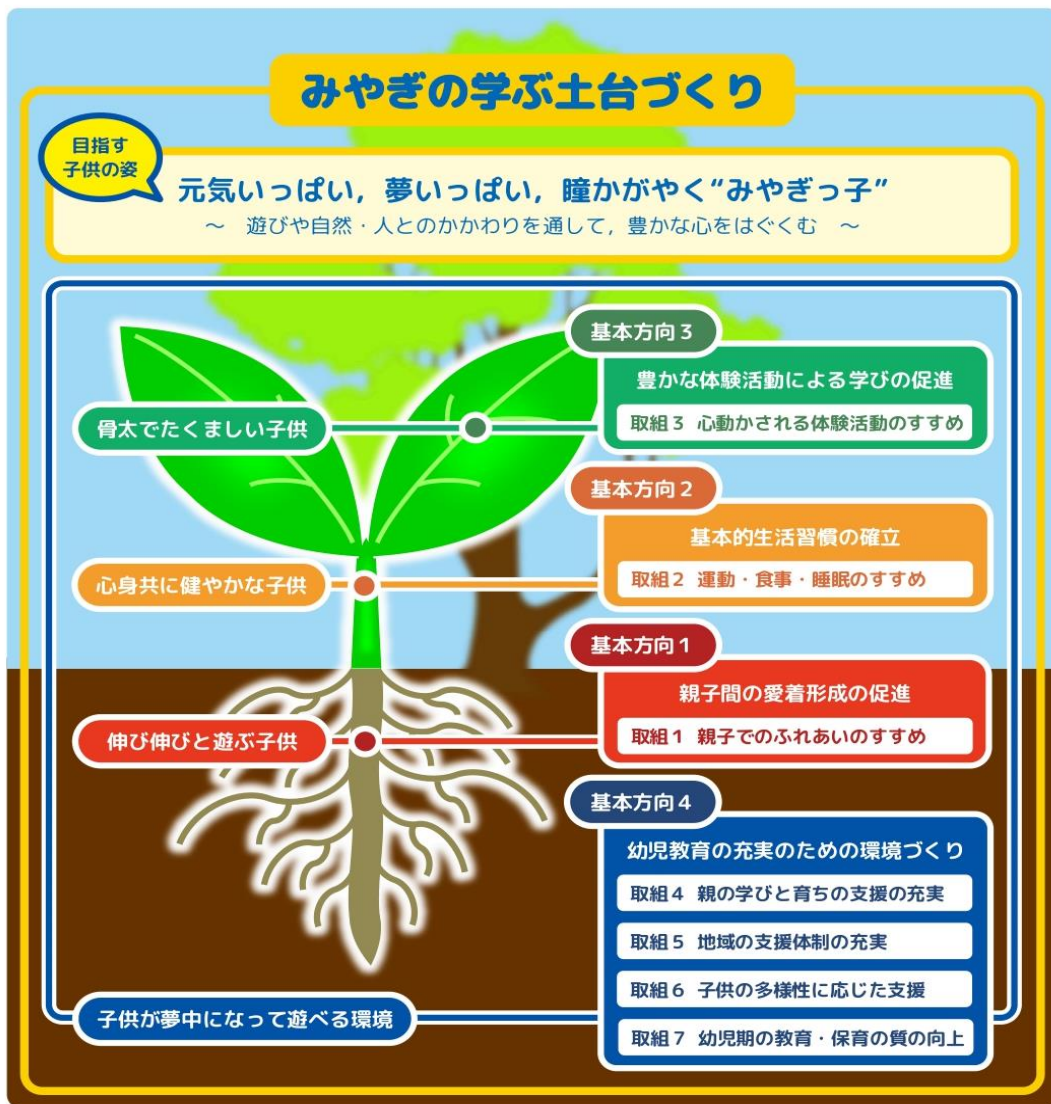 みやぎの学ぶ土台づくり
目指す
子供の姿
元気いっぱい，夢いっぱい，瞳かがやく“みやぎっ子”
～　遊びや自然・人とのかかわりを通して，豊かな心をはぐくむ　～
基本方向３
豊かな体験活動による学びの促進
取組３ 心動かされる体験活動のすすめ
骨太でたくましい子供
基本方向２
基本的生活習慣の確立
取組２ 運動・食事・睡眠のすすめ
心身共に健やかな子供
基本方向１
親子間の愛着形成の促進
取組１ 親子でのふれあいのすすめ
伸び伸びと遊ぶ子供
基本方向４
幼児教育の充実のための環境づくり
取組４ 親の学びと育ちの支援の充実
取組５ 地域の支援体制の充実
取組６ 子供の多様性に応じた支援
取組７ 幼児期の教育・保育の質の向上
子供が夢中になって遊べる環境